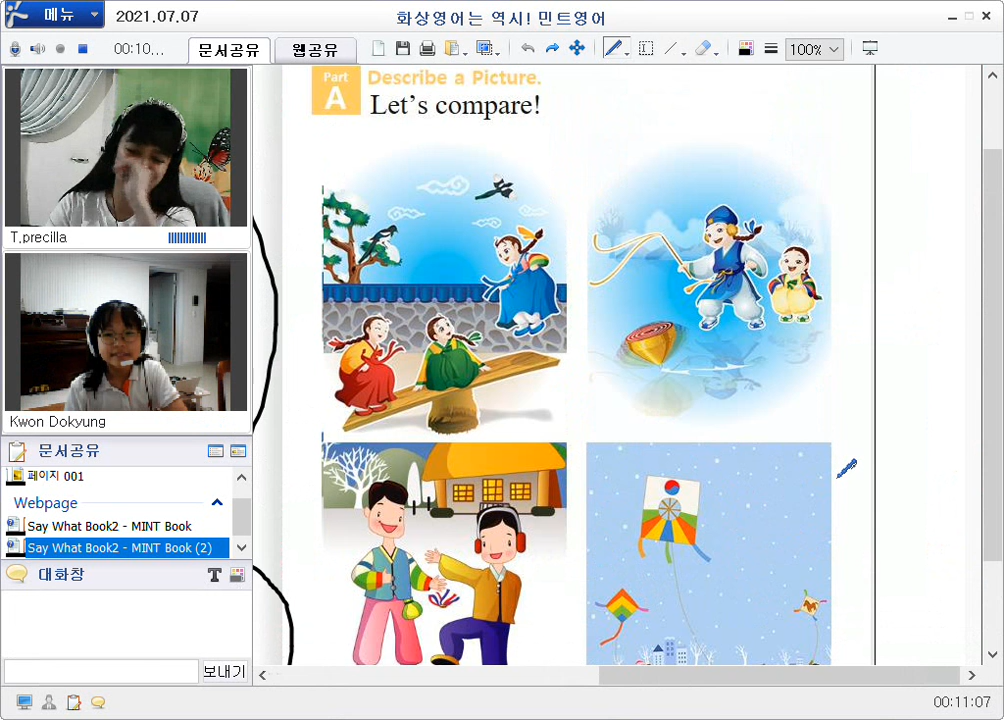 메뉴 2021.07.07 화상영어는 역시! 민트영어
00:10... 문서공유 웹공유 100%
Part A
Describe a Picture.
Let's compare!
T.precilla
Kwon Dokyung
문서공유
페이지 001
Webpage
Say What Book2 - MINT Book
Say What Book2 - MINT Book (2)
대화창 T
보내기
00:11:07